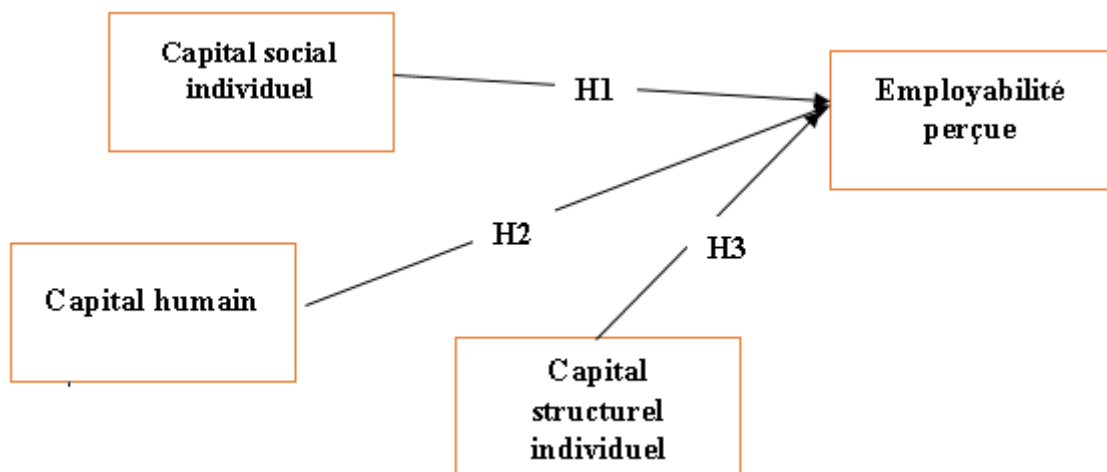 Capital social
individuel
H1
Employabilité
perçue
H2
H3
Capital humain
Capital
structurel
individuel